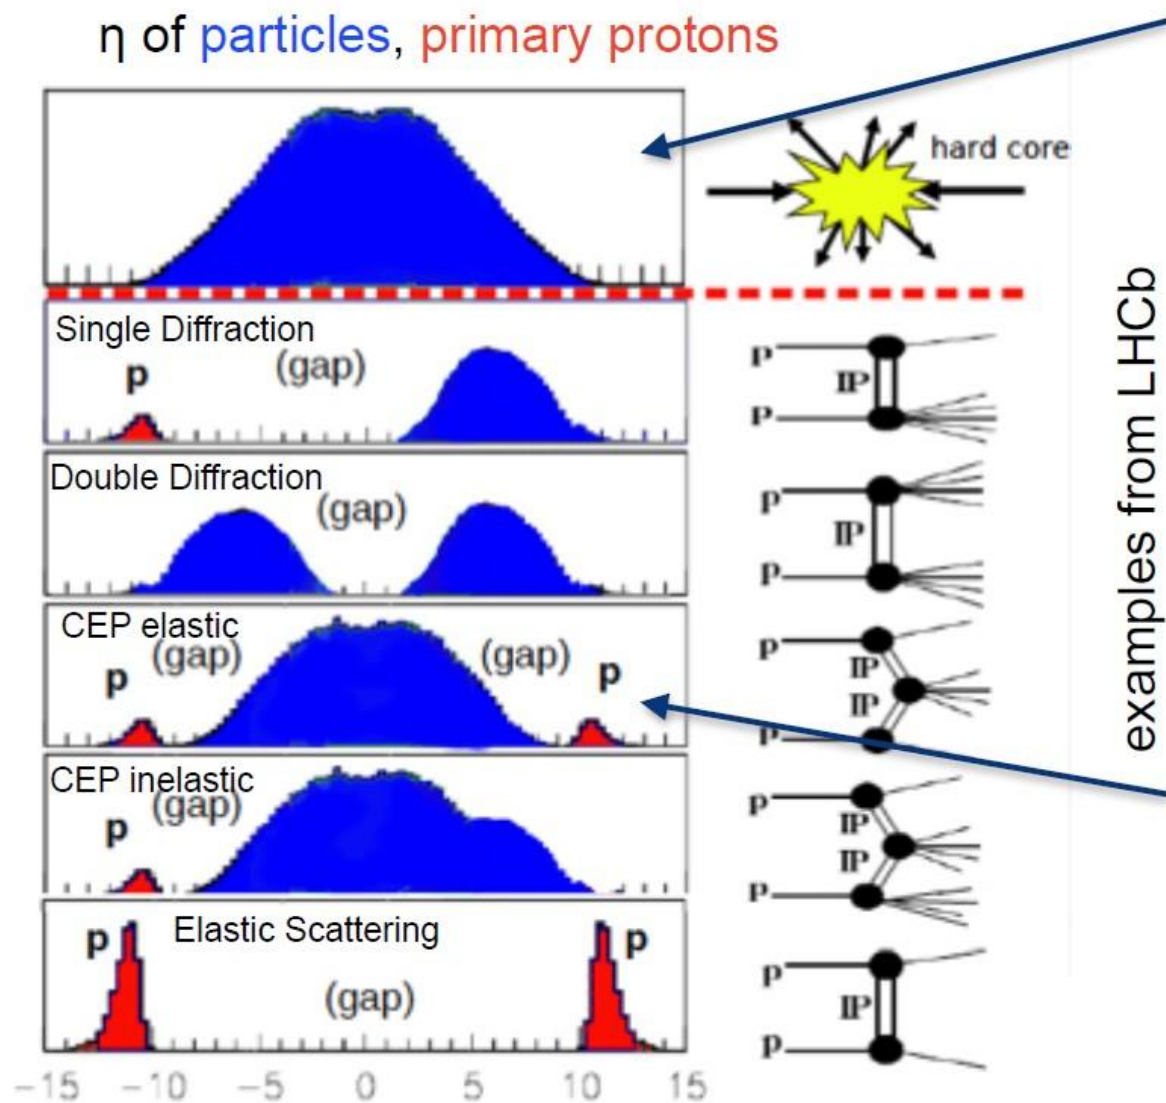 η of particles, primary protons
hard core
Single Diffraction
p
(gap)
p
IP
p
Double Diffraction
(gap)
p
IP
p
CEP elastic
(gap)
(gap)
p
p
p
IP
IP
p
CEP inelastic
(gap)
p
p
IP
IP
p
Elastic Scattering
p
p
(gap)
p
IP
p
−15 −10 −5 0 5 10 15
examples from LHCb